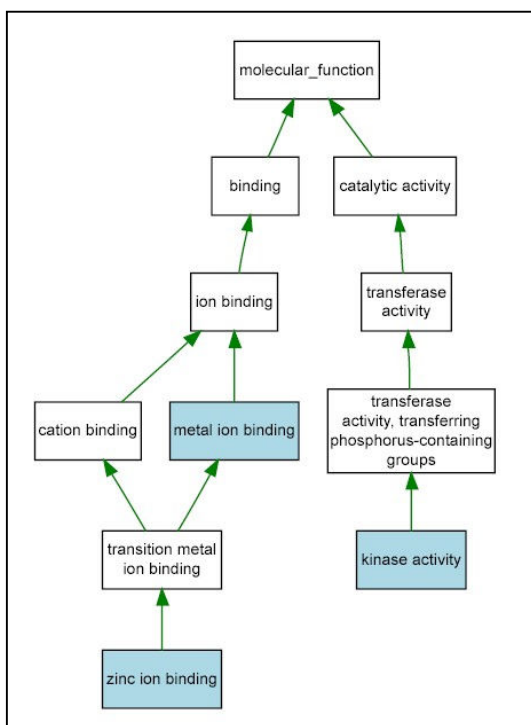 molecular_function
binding
catalytic activity
ion binding
transferase
activity
cation binding
metal ion binding
transferase
activity, transferring
phosphorus-containing
groups
transition metal
ion binding
kinase activity
zinc ion binding